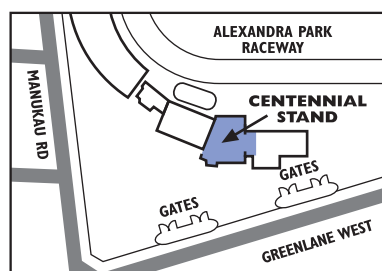 ALEXANDRA PARK
RACEWAY
MANUKAU RD
CENTENNIAL
STAND
GATES
GATES
GREENLANE WEST